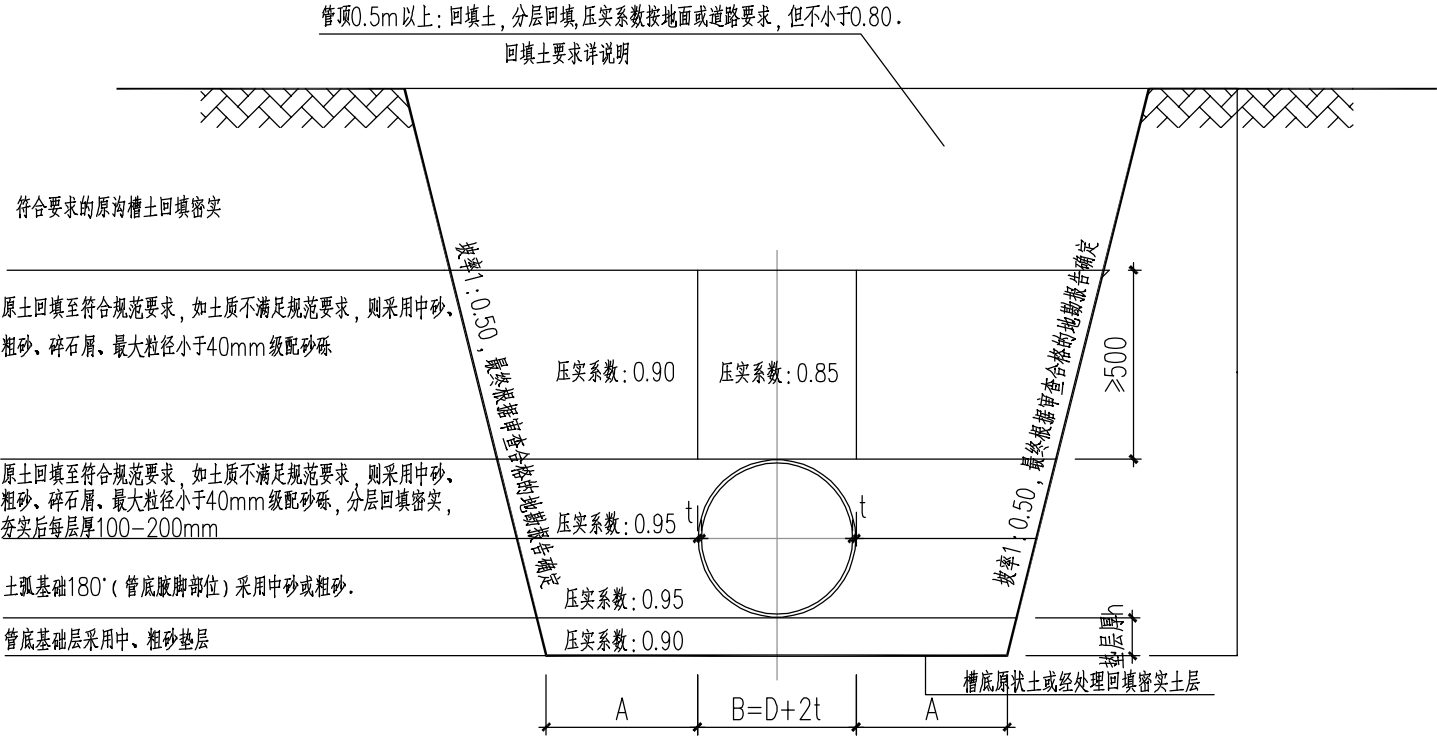 管顶0.5m以上：回填土，分层回填,压实系数按地面或道路要求，但不小于0.80.
回填土要求详说明
符合要求的原沟槽土回填密实
坡率1:0.50，最终根据审查合格的地勘报告确定
坡率1:0.50，最终根据审查合格的地勘报告确定
原土回填至符合规范要求，如土质不满足规范要求，则采用中砂、
粗砂、碎石屑、最大粒径小于40mm级配砂砾
压实系数：0.90
压实系数：0.85
≥500
原土回填至符合规范要求，如土质不满足规范要求，则采用中砂、
粗砂、碎石屑、最大粒径小于40mm级配砂砾，分层回填密实，
夯实后每层厚100-200mm
压实系数：0.95
t
t
土弧基础180°（管底腋脚部位）采用中砂或粗砂.
压实系数：0.95
管底基础层采用中、粗砂垫层
压实系数：0.90
垫层厚h
槽底原状土或经处理回填密实土层
A
B=D+2t
A